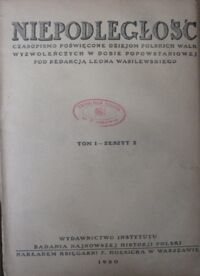 NIEPODLEGŁOŚĆ
CZASOPISMO POŚWIĘCONE DZIEJOM POLSKICH WALK
WYZWOLEŃCZYCH W DOBIE POPOWSTANIOWEJ
POD REDAKCJĄ LEONA WASILEWSKIEGO
TOM I — ZESZYT 2
WYDAWNICTWO INSTYTUTU
BADANIA NAJNOWSZEJ HISTORJI POLSKI
NAKŁADEM KSIĘGARNI F. HOESICKA W WARSZAWIE
1930